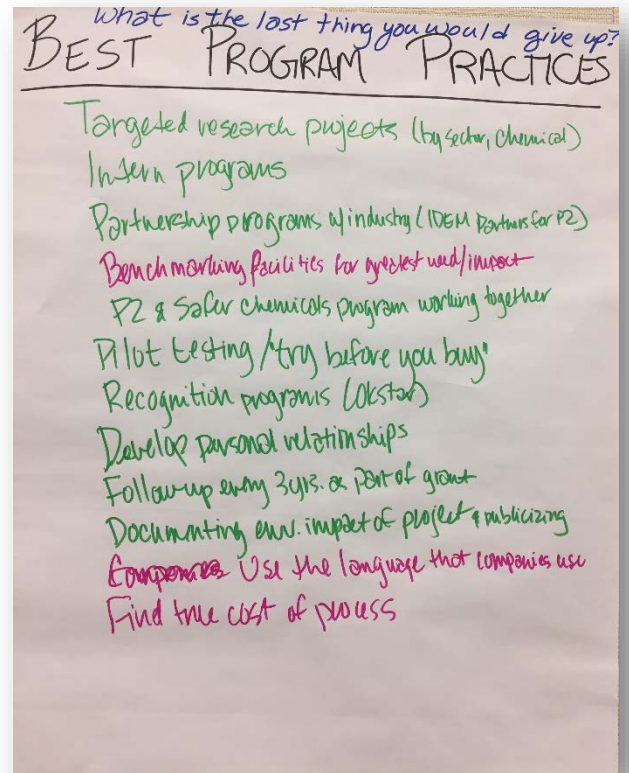 What is the last thing you would give up?
BEST PROGRAM PRACTICES
Targeted research projects (by sector, chemical)
Intern programs
Partnership programs w/industry (IDEM Partners for P2)
Benchmarking facilities for greatest need/impact
P2 & Safer Chemicals program working together
Pilot testing/"try before you buy"
Recognition programs (OKstar)
Develop personal relationships
Follow-up every 3yrs. as part of grant
Documenting env. impact of project & publicizing
Companies Use the language that companies use
Find true cost of process